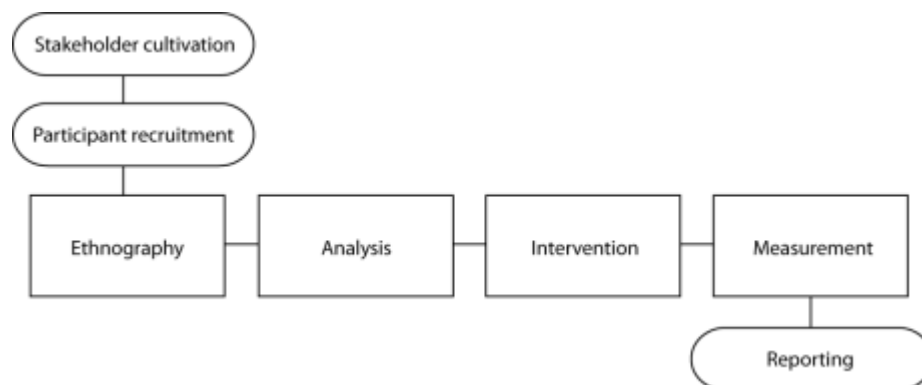 Stakeholder cultivation
Participant recruitment
Ethnography
Analysis
Intervention
Measurement
Reporting